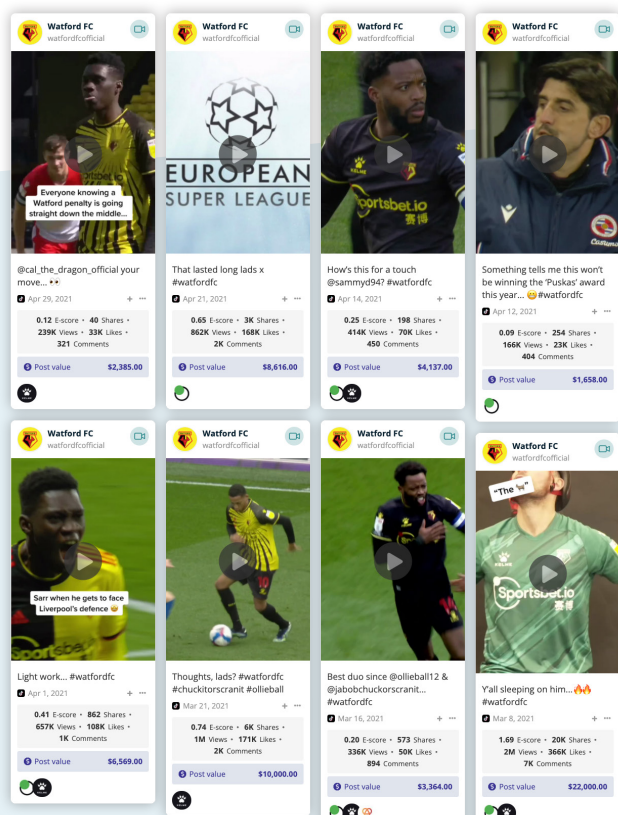 Watford FC
watfordfcofficial
Everyone knowing a
Watford penalty is going
straight down the middle...
@cal_the_dragon_official your
move... 👀
Apr 29, 2021
0.12 E-score • 40 Shares •
239K Views • 33K Likes •
321 Comments
Post value $2,385.00
Watford FC
watfordfcofficial
EUROPEAN
SUPER LEAGUE
That lasted long lads x
#watfordfc
Apr 21, 2021
0.65 E-score • 3K Shares •
862K Views • 168K Likes •
2K Comments
Post value $8,616.00
Watford FC
watfordfcofficial
KELME
sportsbet.io
赛博
How's this for a touch
@sammyd94? #watfordfc
Apr 14, 2021
0.25 E-score • 198 Shares •
414K Views • 70K Likes •
450 Comments
Post value $4,137.00
Watford FC
watfordfcofficial
Something tells me this won't
be winning the 'Puskas' award
this year... 😄#watfordfc
Apr 12, 2021
0.09 E-score • 254 Shares •
166K Views • 23K Likes •
404 Comments
Post value $1,658.00
Watford FC
watfordfcofficial
Sarr when he gets to face
Liverpool's defence 😄
Light work... #watfordfc
Apr 1, 2021
0.41 E-score • 862 Shares •
657K Views • 108K Likes •
1K Comments
Post value $6,569.00
Watford FC
watfordfcofficial
10
Thoughts, lads? #watfordfc
#chuckitorscranit #ollieball
Mar 21, 2021
0.74 E-score • 6K Shares •
1M Views • 171K Likes •
2K Comments
Post value $10,000.00
Watford FC
watfordfcofficial
Best duo since @ollieball12 &
@jabobchuckorscranit...
#watfordfc
Mar 16, 2021
0.20 E-score • 573 Shares •
336K Views • 50K Likes •
894 Comments
Post value $3,364.00
Watford FC
watfordfcofficial
"The 🐐"
KELME
Sportsbet.io
赛博
Y'all sleeping on him...🔥🔥
#watfordfc
Mar 8, 2021
1.69 E-score • 20K Shares •
2M Views • 366K Likes •
7K Comments
Post value $22,000.00